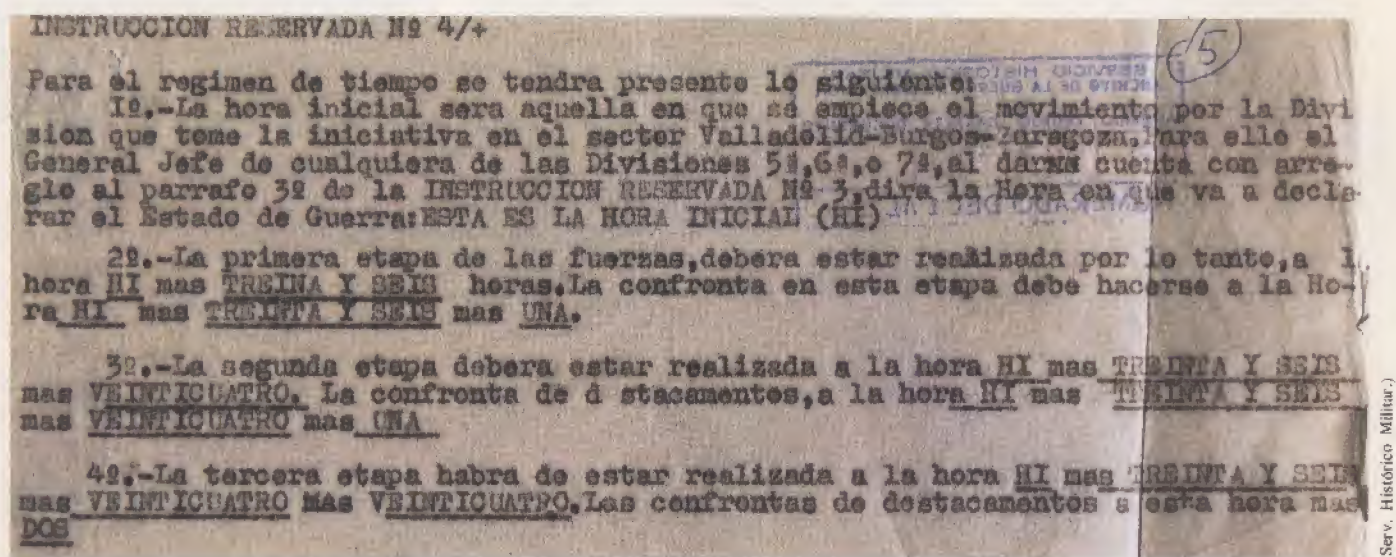 INSTRUCCION RESERVADA Nº 4/+
5
Para el regimen de tiempo se tendra presente lo siguiente:
SERVICIO HISTO
ARCHIVO DE LA GUER
1º.-La hora inicial sera aquella en que se empiece el movimiento por la Divi
sion que tome la iniciativa en el sector Valladolid-Burgos-Zaragoza.Para ello el
General Jefe de cualquiera de las Divisiones 5ª,6ª,o 7ª,al darme cuenta con arre-
glo al parrafo 3º de la INSTRUCCION RESERVADA Nº 3,dira la Hora en que va a decla-
rar el Estado de Guerra:ESTA ES LA HORA INICIAL (HI)
2º.-La primera etapa de las fuerzas,debera estar realizada por lo tanto,a l
hora HI mas TREINA Y SEIS horas.La confronta en esta etapa debe hacerse a la Ho-
ra HI mas TREINTA Y SEIS mas UNA.
3º.-La segunda etapa debera estar realizada a la hora HI mas TREINTA Y SEIS
mas VEINTICUATRO. La confronta de d stacamentos,a la hora HI mas TREINTA Y SEIS
mas VEINTICUATRO mas UNA
4º.-La tercera etapa habra de estar realizada a la hora HI mas TREINTA Y SEIS
mas VEINTICUATRO MAS VEINTICUATRO.Las confrontas de destacamentos a esta hora mas
DOS
Serv. Histórico Militar.)